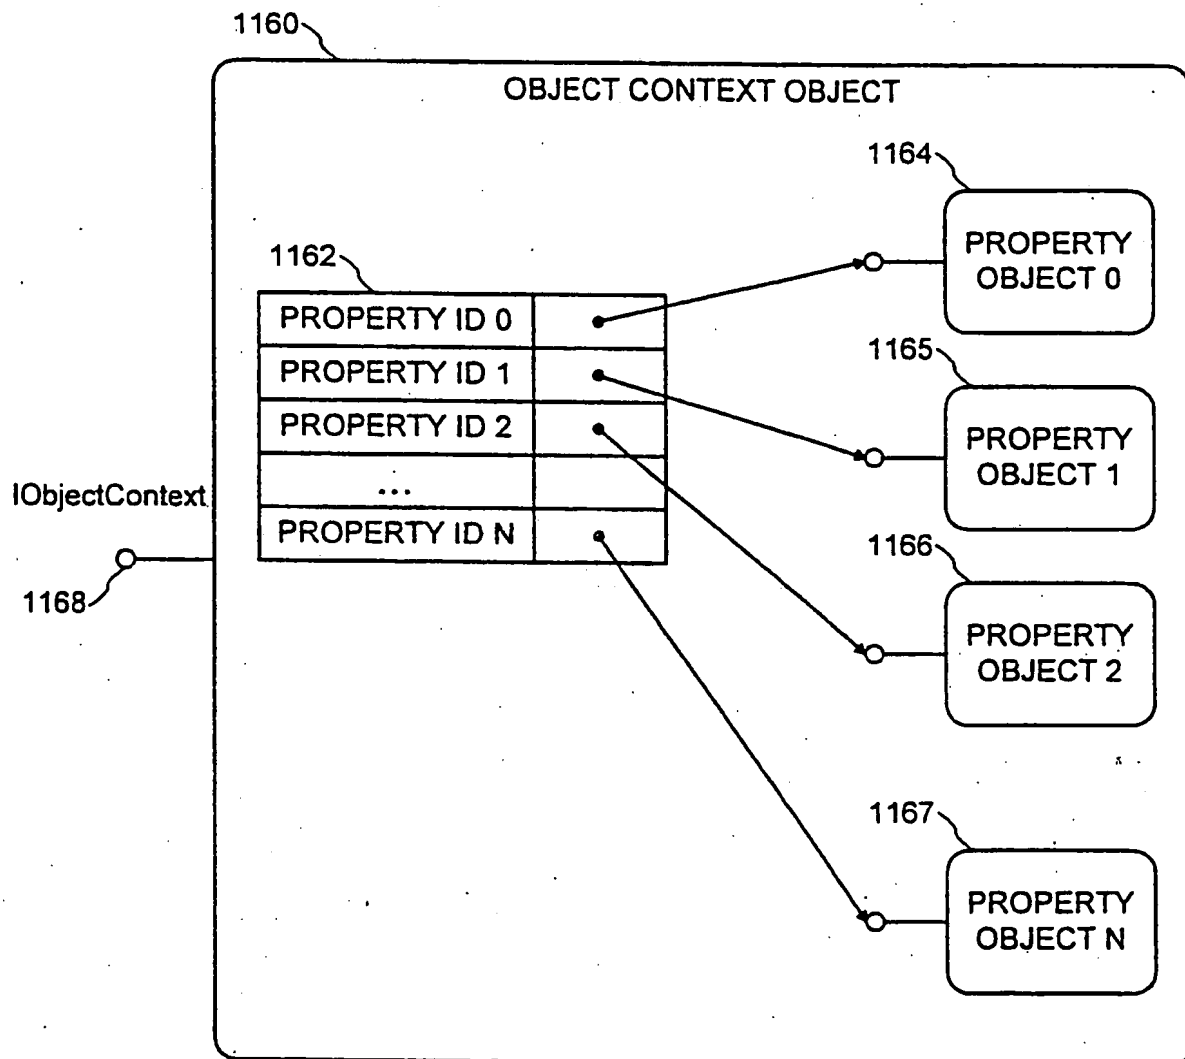 1160
OBJECT CONTEXT OBJECT
1164
PROPERTY
OBJECT 0
1162
PROPERTY ID 0
PROPERTY ID 1
PROPERTY ID 2
...
PROPERTY ID N
1165
PROPERTY
OBJECT 1
IObjectContext
1168
1166
PROPERTY
OBJECT 2
1167
PROPERTY
OBJECT N